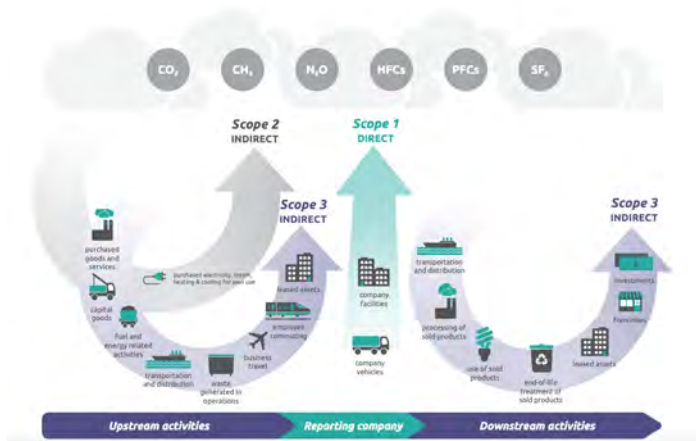 CO₂ CH₄ N₂O HFCs PFCs SF₆
Scope 2
INDIRECT
Scope 1
DIRECT
Scope 3
INDIRECT
Scope 3
INDIRECT
purchased
goods and
services
capital
goods
fuel and
energy related
activities
transportation
and distribution
waste
generated in
operations
business
travel
employee
commuting
leased assets
purchased electricity, steam,
heating & cooling for own use
company
facilities
company
vehicles
transportation
and distribution
processing of
sold products
use of sold
products
end-of-life
treatment of
sold products
leased assets
franchises
investments
Upstream activities
Reporting company
Downstream activities